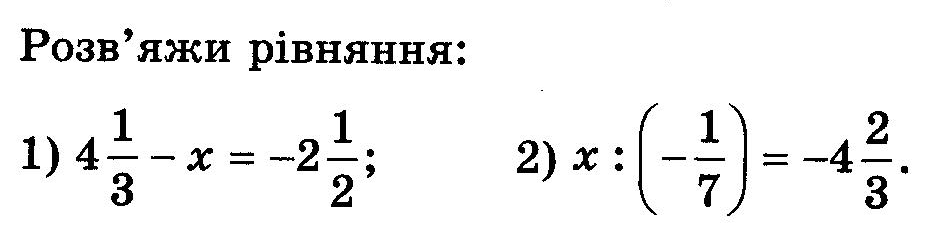 Розв’яжи рівняння:
1) 4 1/3 − x = −2 1/2; 2) x : (−1/7) = −4 2/3.